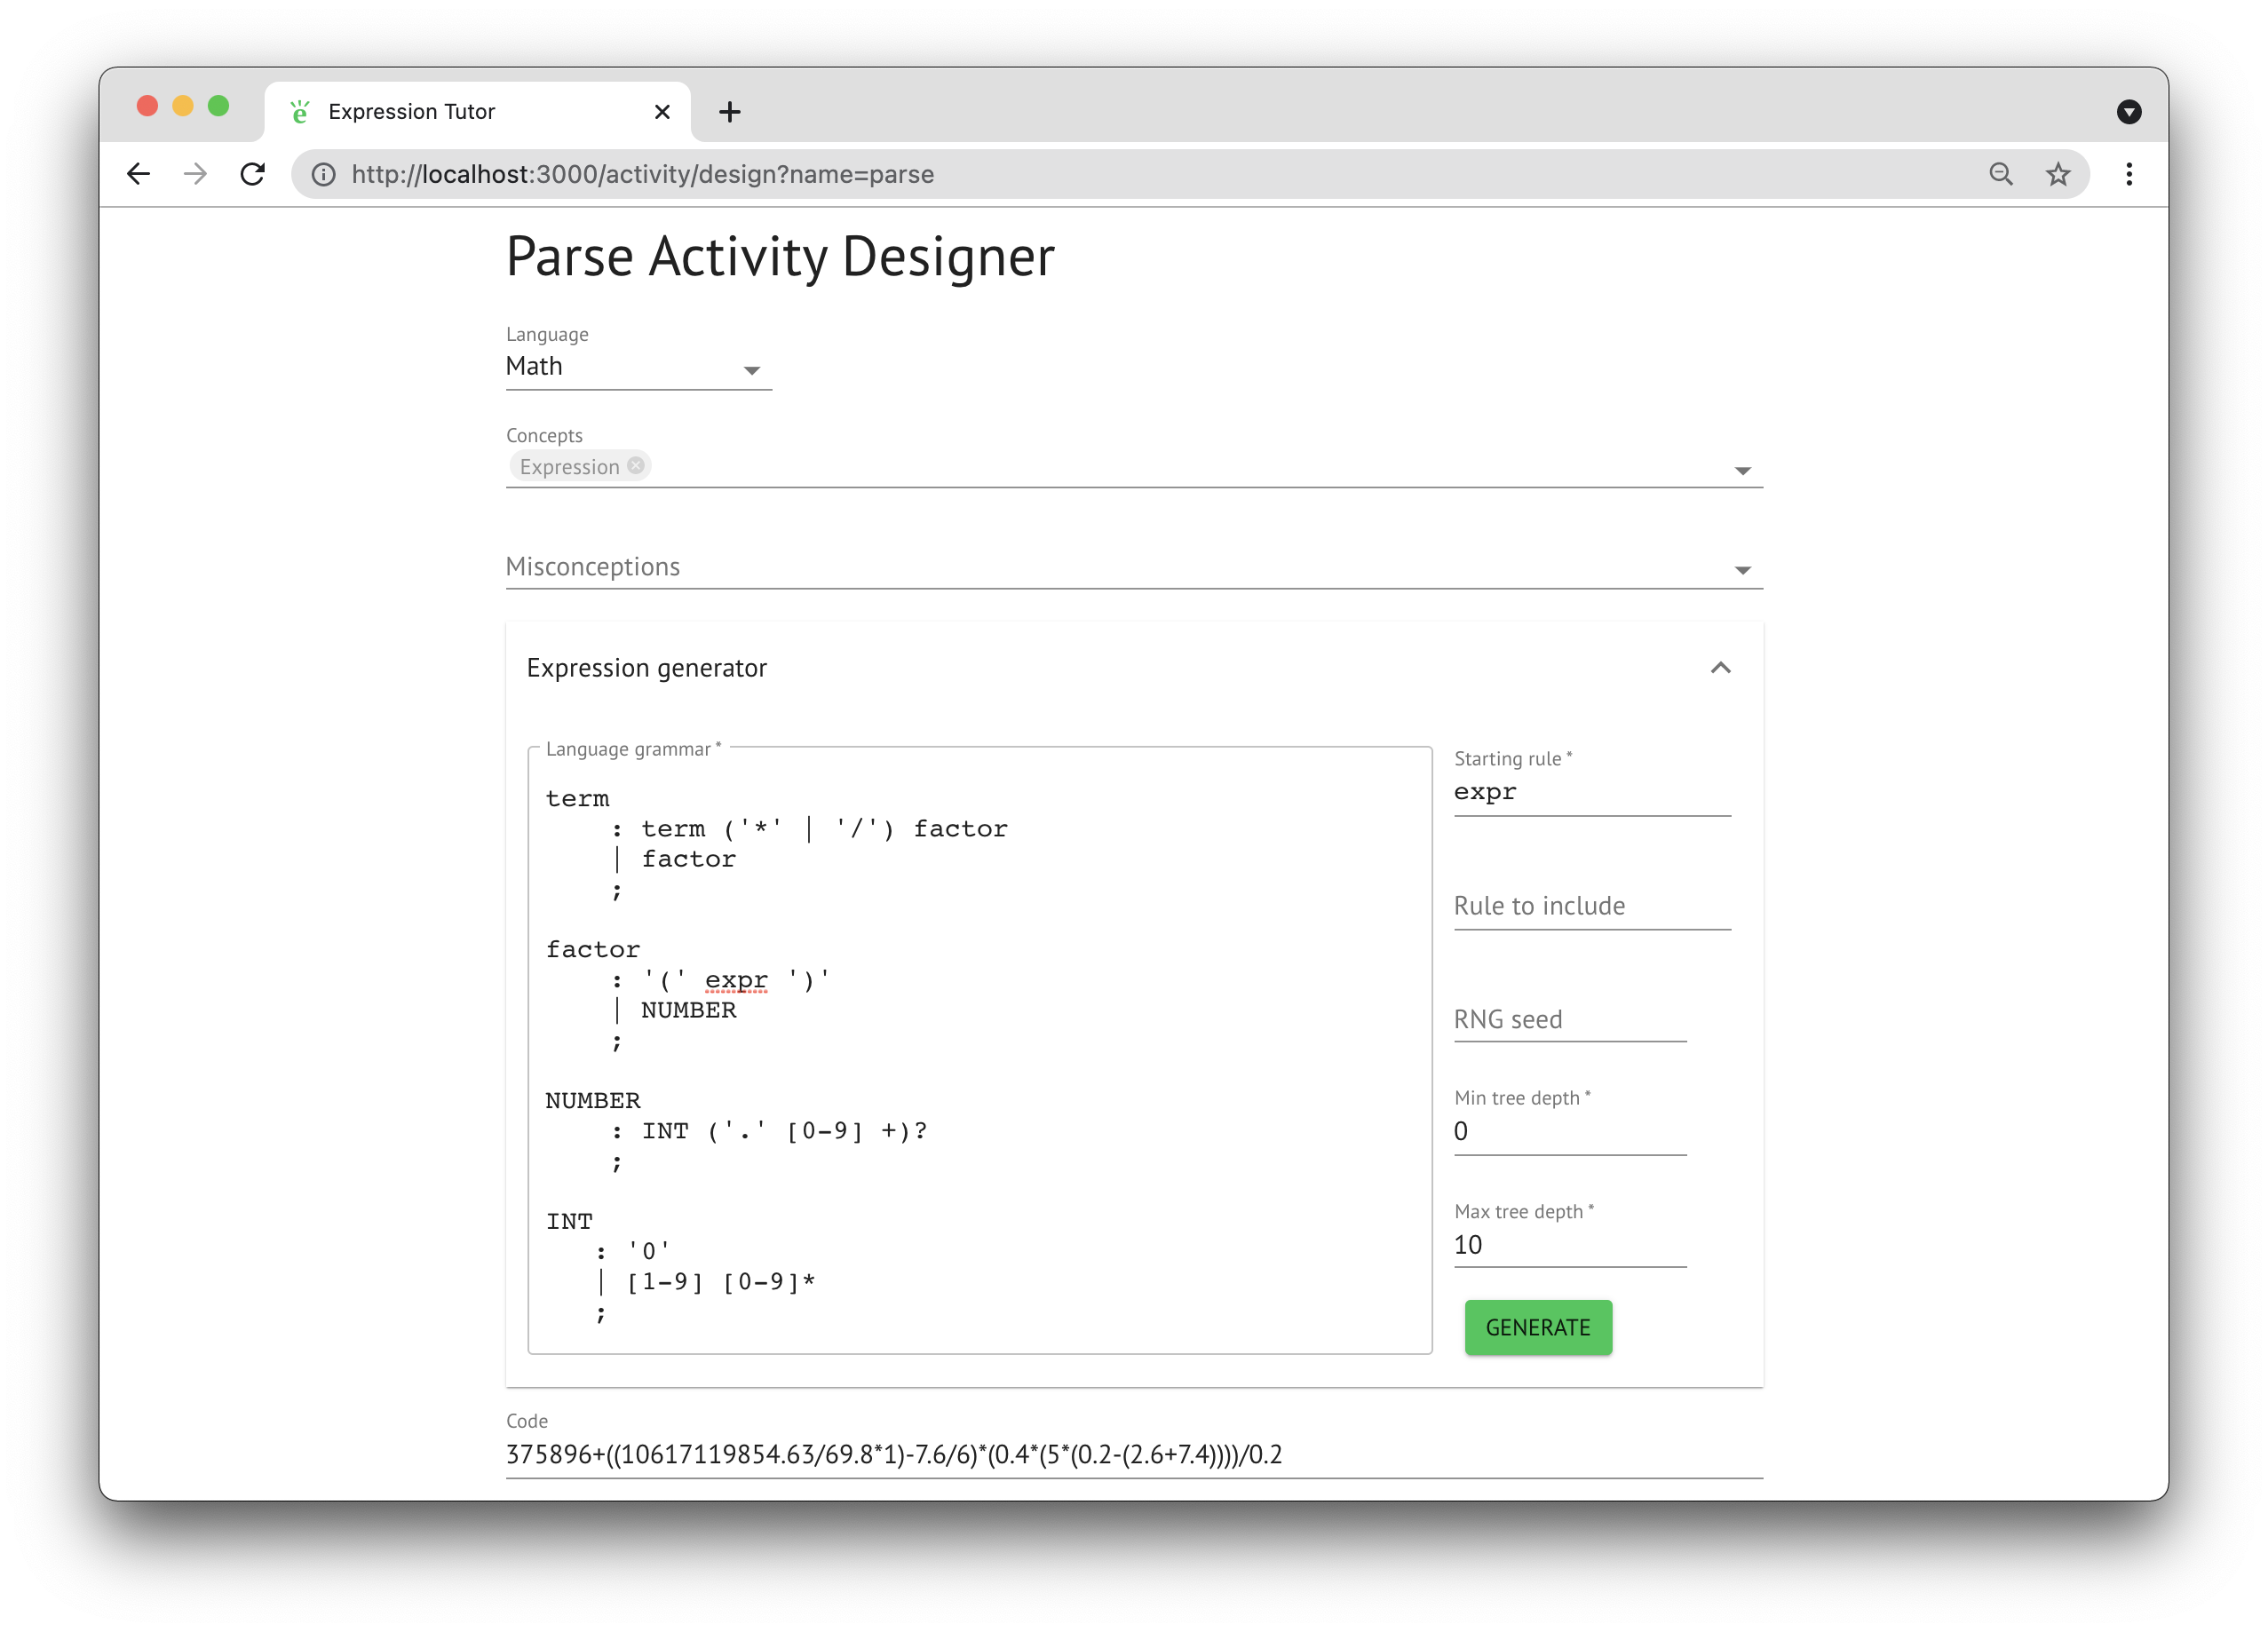 Expression Tutor
http://localhost:3000/activity/design?name=parse
Parse Activity Designer
Language
Math
Concepts
Expression
Misconceptions
Expression generator
Language grammar *
term
    : term ('*' | '/') factor
    | factor
    ;
factor
    : '(' expr ')'
    | NUMBER
    ;
NUMBER
    : INT ('.' [0-9] +)?
    ;
INT
   : '0'
   | [1-9] [0-9]*
   ;
Starting rule *
expr
Rule to include
RNG seed
Min tree depth *
0
Max tree depth *
10
GENERATE
Code
375896+((10617119854.63/69.8*1)-7.6/6)*(0.4*(5*(0.2-(2.6+7.4))))/0.2